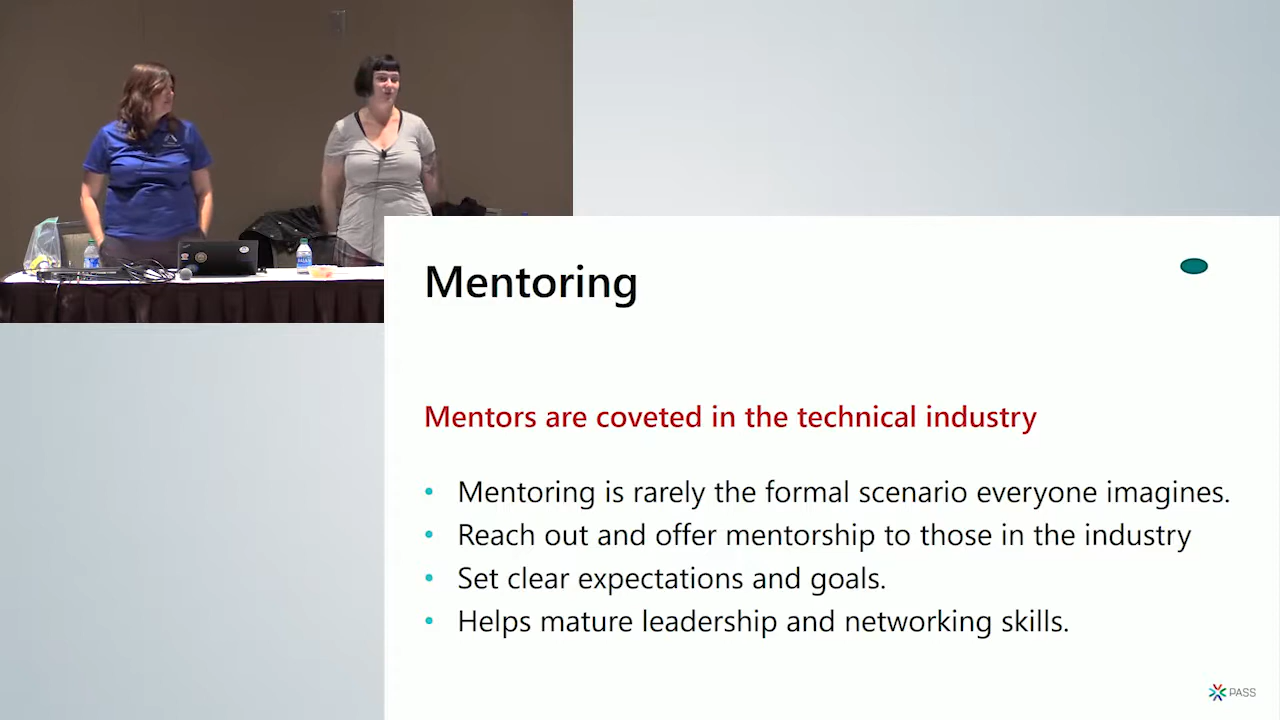 Mentoring
Mentors are coveted in the technical industry
• Mentoring is rarely the formal scenario everyone imagines.
• Reach out and offer mentorship to those in the industry
• Set clear expectations and goals.
• Helps mature leadership and networking skills.
PASS